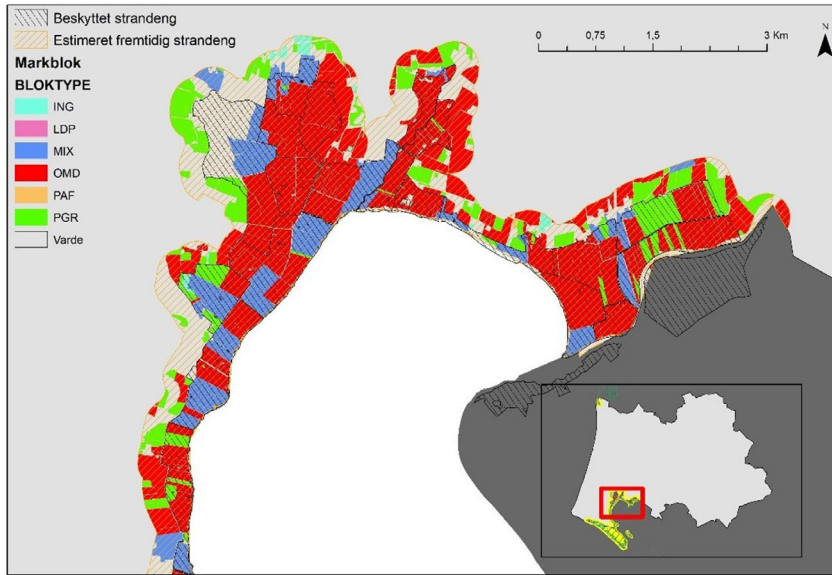 Beskyttet strandeng
Estimeret fremtidig strandeng
Markblok
BLOKTYPE
ING
LDP
MIX
OMD
PAF
PGR
Varde
0 0,75 1,5 3 Km
N